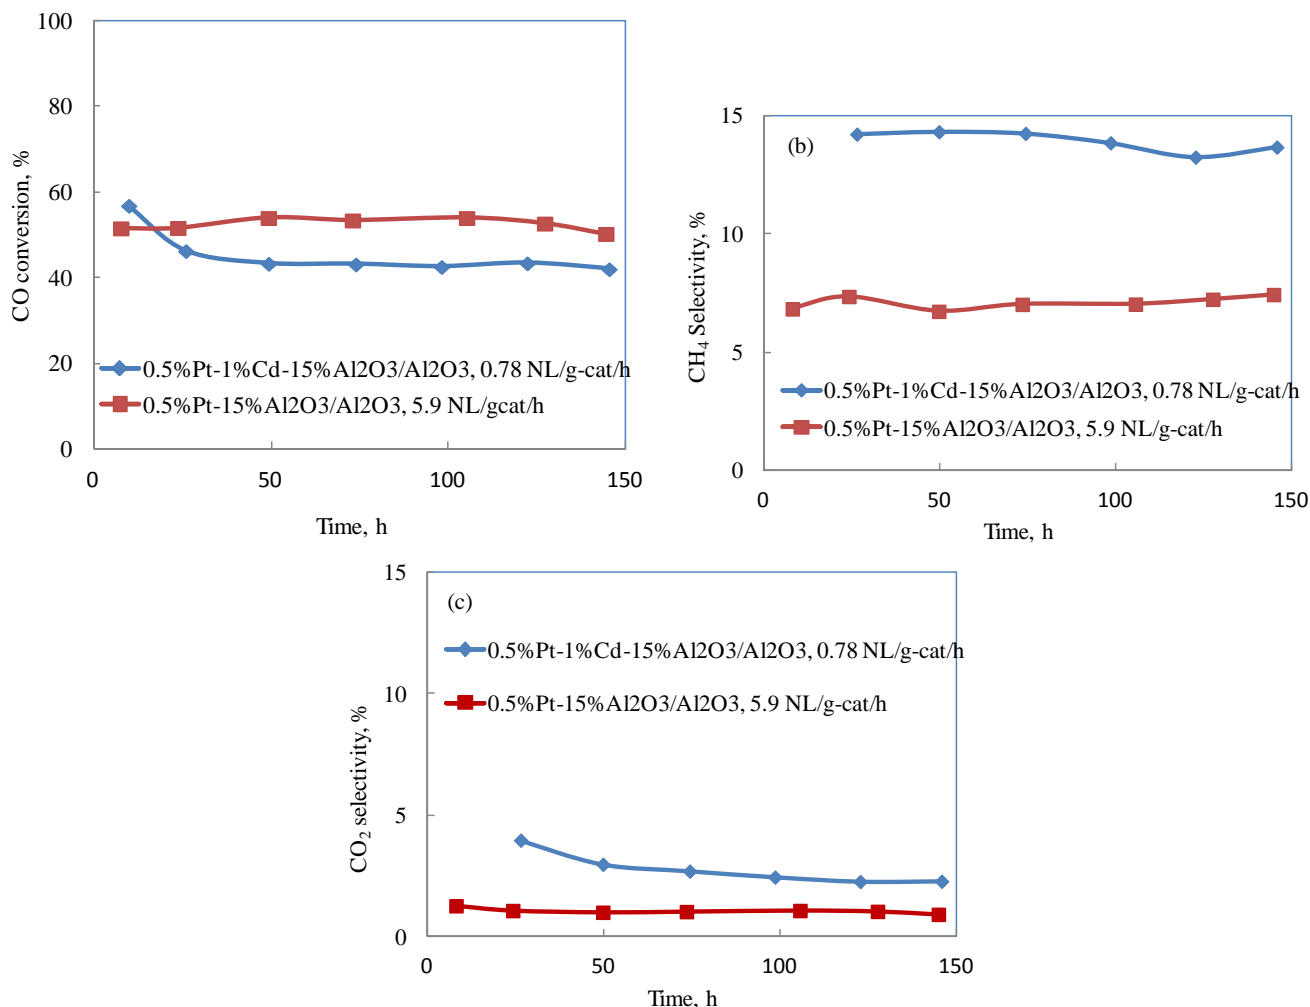 100
80
60
40
20
0
CO conversion, %
0.5%Pt-1%Cd-15%Al2O3/Al2O3, 0.78 NL/g-cat/h
0.5%Pt-15%Al2O3/Al2O3, 5.9 NL/gcat/h
0 50 100 150
Time, h
15
10
5
0
(b)
CH4 Selectivity, %
0.5%Pt-1%Cd-15%Al2O3/Al2O3, 0.78 NL/g-cat/h
0.5%Pt-15%Al2O3/Al2O3, 5.9 NL/g-cat/h
0 50 100 150
Time, h
15
10
5
0
(c)
CO2 selectivity, %
0.5%Pt-1%Cd-15%Al2O3/Al2O3, 0.78 NL/g-cat/h
0.5%Pt-15%Al2O3/Al2O3, 5.9 NL/g-cat/h
0 50 100 150
Time, h